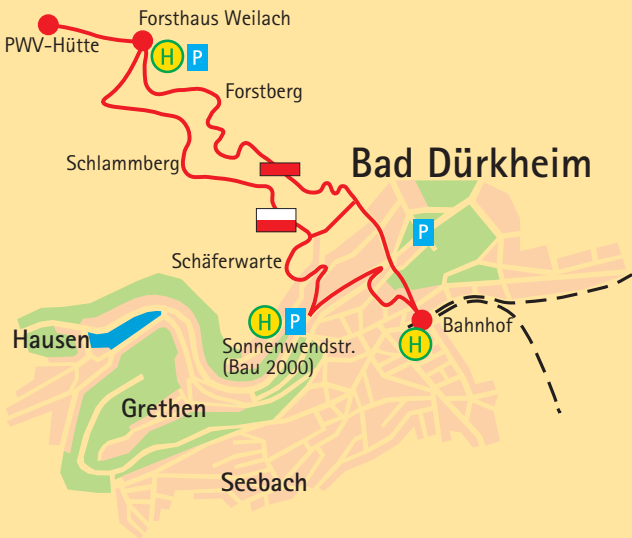 Forsthaus Weilach
PWV-Hütte
H P
Forstberg
Schlammberg
Bad Dürkheim
P
Schäferwarte
H P
Bahnhof
H
Sonnenwendstr.
(Bau 2000)
Hausen
Grethen
Seebach